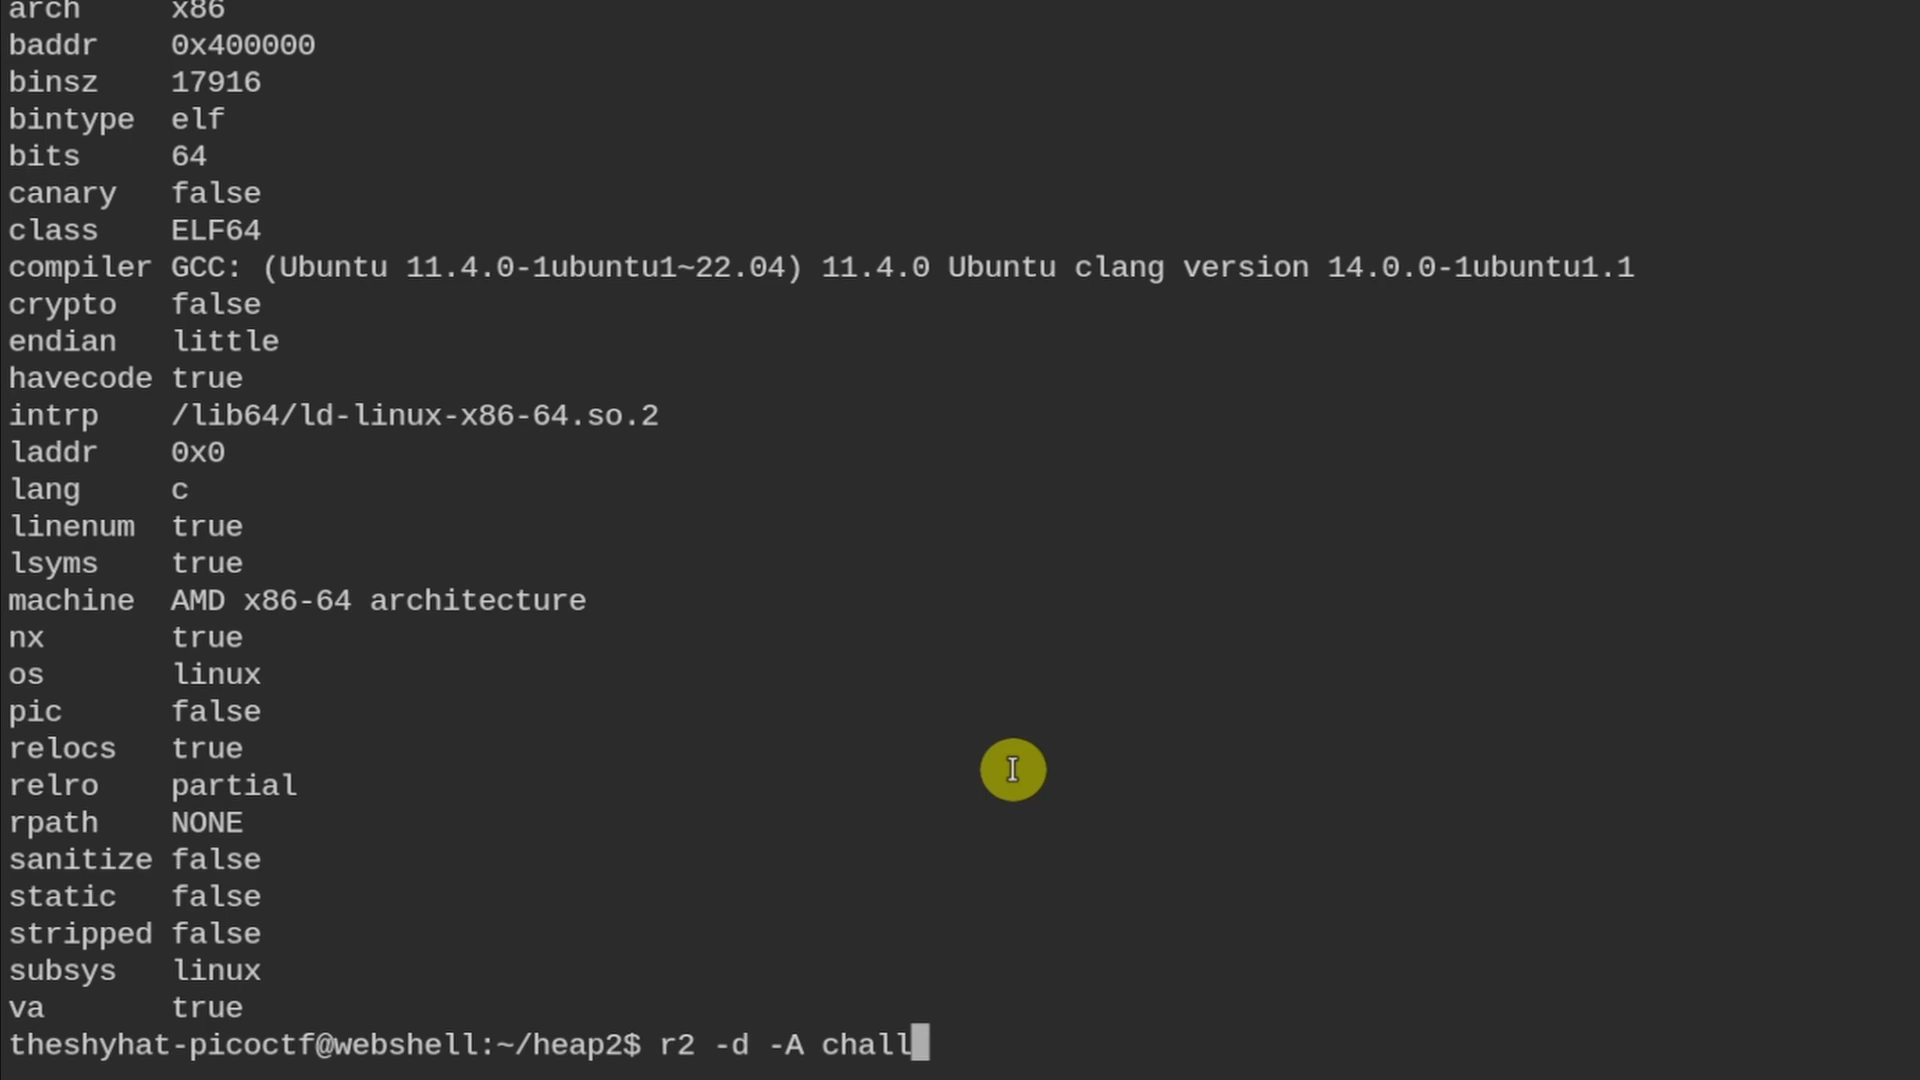 arch     x86
baddr    0x400000
binsz    17916
bintype  elf
bits     64
canary   false
class    ELF64
compiler GCC: (Ubuntu 11.4.0-1ubuntu1~22.04) 11.4.0 Ubuntu clang version 14.0.0-1ubuntu1.1
crypto   false
endian   little
havecode true
intrp    /lib64/ld-linux-x86-64.so.2
laddr    0x0
lang     c
linenum  true
lsyms    true
machine  AMD x86-64 architecture
nx       true
os       linux
pic      false
relocs   true
relro    partial
rpath    NONE
sanitize false
static   false
stripped false
subsys   linux
va       true
theshyhat-picoctf@webshell:~/heap2$ r2 -d -A chall